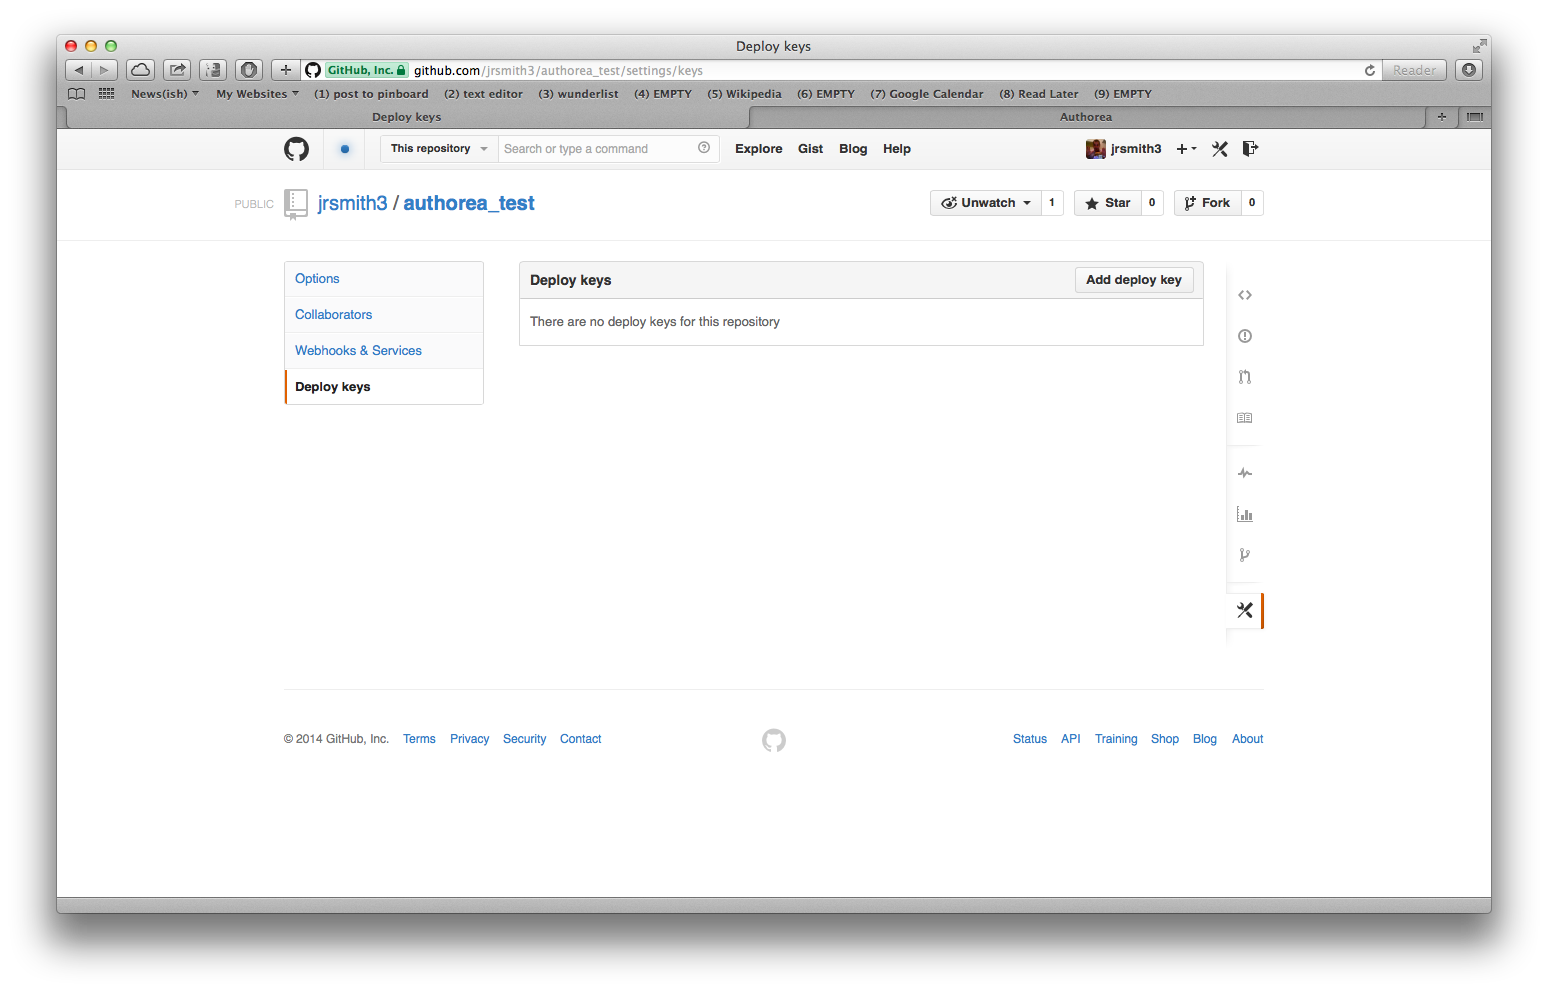 Deploy keys
GitHub, Inc. github.com/jrsmith3/authorea_test/settings/keys Reader
News(ish) My Websites (1) post to pinboard (2) text editor (3) wunderlist (4) EMPTY (5) Wikipedia (6) EMPTY (7) Google Calendar (8) Read Later (9) EMPTY
Deploy keys Authorea
This repository Search or type a command Explore Gist Blog Help jrsmith3
PUBLIC jrsmith3 / authorea_test Unwatch 1 Star 0 Fork 0
Options
Collaborators
Webhooks & Services
Deploy keys
Deploy keys Add deploy key
There are no deploy keys for this repository
© 2014 GitHub, Inc. Terms Privacy Security Contact Status API Training Shop Blog About